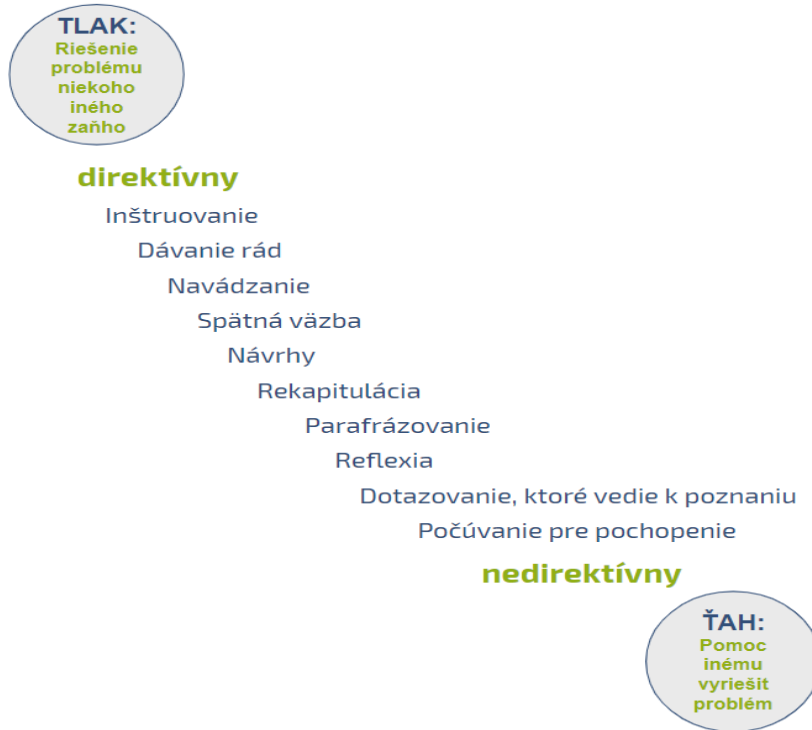 TLAK:
Riešenie
problému
niekoho
iného
zaňho
direktívny
Inštruovanie
Dávanie rád
Navádzanie
Spätná väzba
Návrhy
Rekapitulácia
Parafrázovanie
Reflexia
Dotazovanie, ktoré vedie k poznaniu
Počúvanie pre pochopenie
nedirektívny
ŤAH:
Pomoc
inému
vyriešit
problém